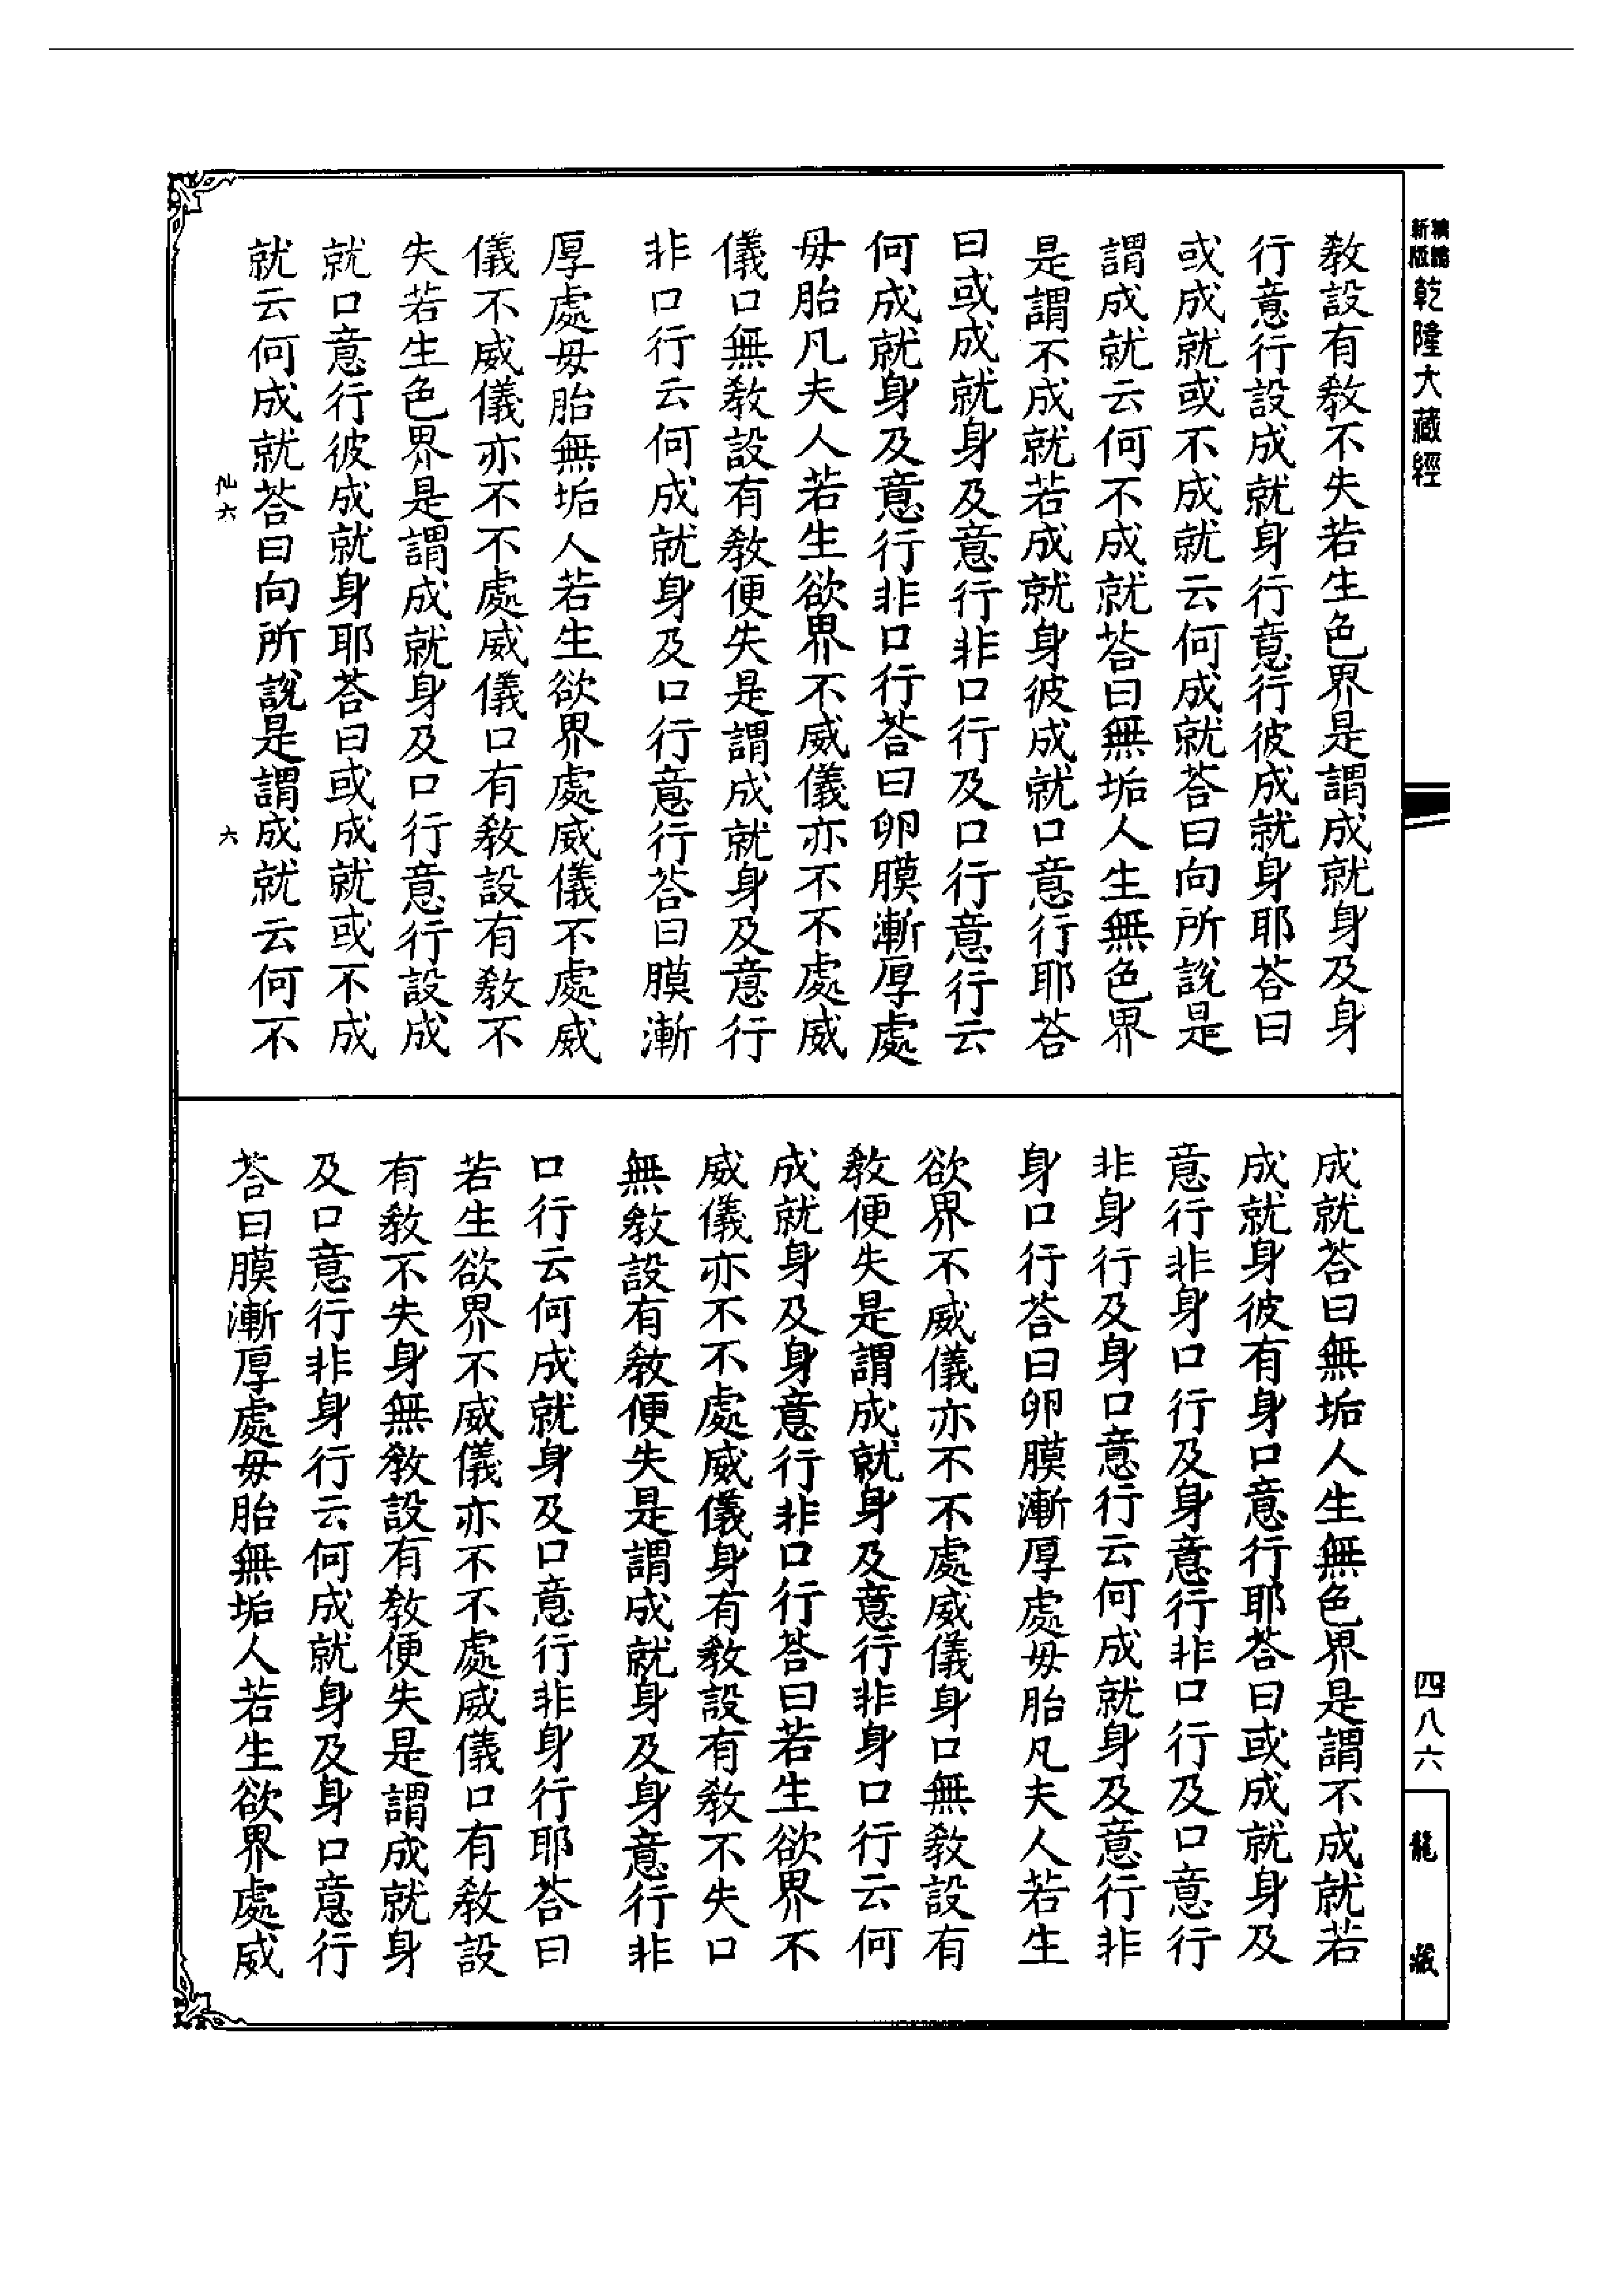 新編
新版
乾隆大藏經
教設有教不失若生色界是謂成就身及身
行意行設成就身行意行彼成就身耶荅曰
或成就或不成就云何成就荅曰向所說是
謂成就云何不成就荅曰無垢人生無色界
是謂不成就若成就身彼成就口意行耶荅
曰或成就身及意行非口行及口行意行云
何成就身及意行非口行荅曰卵膜漸厚處
毋胎凡夫人若生欲界不威儀亦不不處威
儀口無教設有教便失是謂成就身及意行
非口行云何成就身及口行意行荅曰膜漸
厚處毋胎無垢人若生欲界處威儀不處威
儀不威儀亦不不處威儀口有教設有教不
失若生色界是謂成就身及口行意行設成
就口意行彼成就身耶荅曰或成就或不成
就云何成就荅曰向所說是謂成就云何不
仙六
六
成就荅曰無垢人生無色界是謂不成就若
成就身彼有身口意行耶荅曰或成就身及
意行非身口行及身意行非口行及口意行
非身行及身口意行云何成就身及意行非
身口行荅曰卵膜漸厚處毋胎凡夫人若生
欲界不威儀亦不不處威儀身口無教設有
教便失是謂成就身及意行非身口行云何
成就身及身意行非口行荅曰若生欲界不
威儀亦不不處威儀身有教設有教不失口
無教設有教便失是謂成就身及身意行非
口行云何成就身及口意行非身行耶荅曰
若生欲界不威儀亦不不處威儀口有教設
有教不失身無教設有教便失是謂成就身
及口意行非身行云何成就身及身口意行
荅曰膜漸厚處毋胎無垢人若生欲界處威
四八六
龍藏